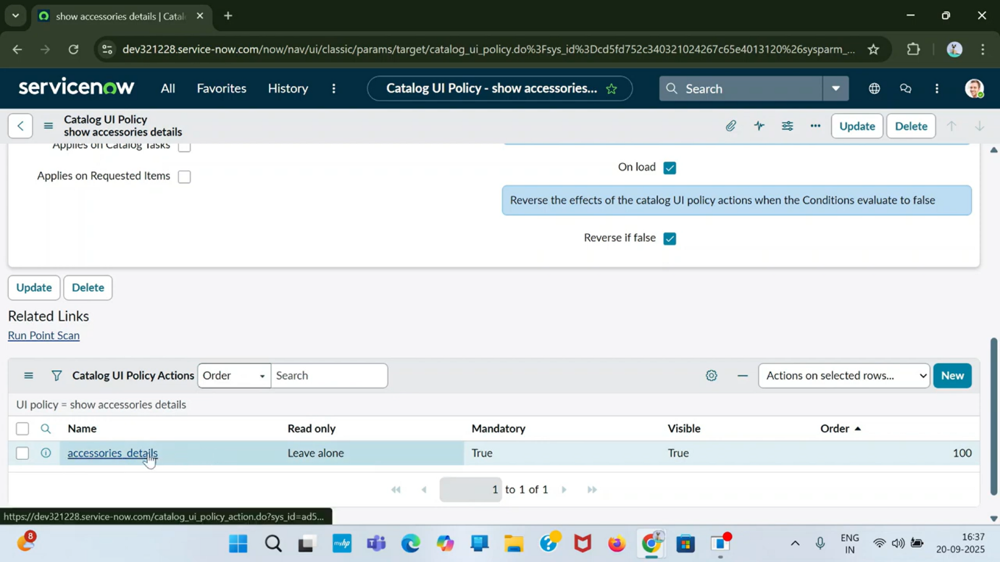 show accessories details | Catal
dev321228.service-now.com/now/nav/ui/classic/params/target/catalog_ui_policy.do%3Fsys_id%3Dcd5fd752c340321024267c65e4013120%26sysparm_...
servicenow All Favorites History Catalog UI Policy - show accessories... Search
Catalog UI Policy
show accessories details
Update Delete
Applies on Catalog Tasks
Applies on Requested Items
On load
Reverse the effects of the catalog UI policy actions when the Conditions evaluate to false
Reverse if false
Update Delete
Related Links
Run Point Scan
Catalog UI Policy Actions Order Search Actions on selected rows... New
UI policy = show accessories details
Name Read only Mandatory Visible Order
accessories_details Leave alone True True 100
1 to 1 of 1
https://dev321228.service-now.com/catalog_ui_policy_action.do?sys_id=ad5...
8
myhp
ENG
IN
16:37
20-09-2025